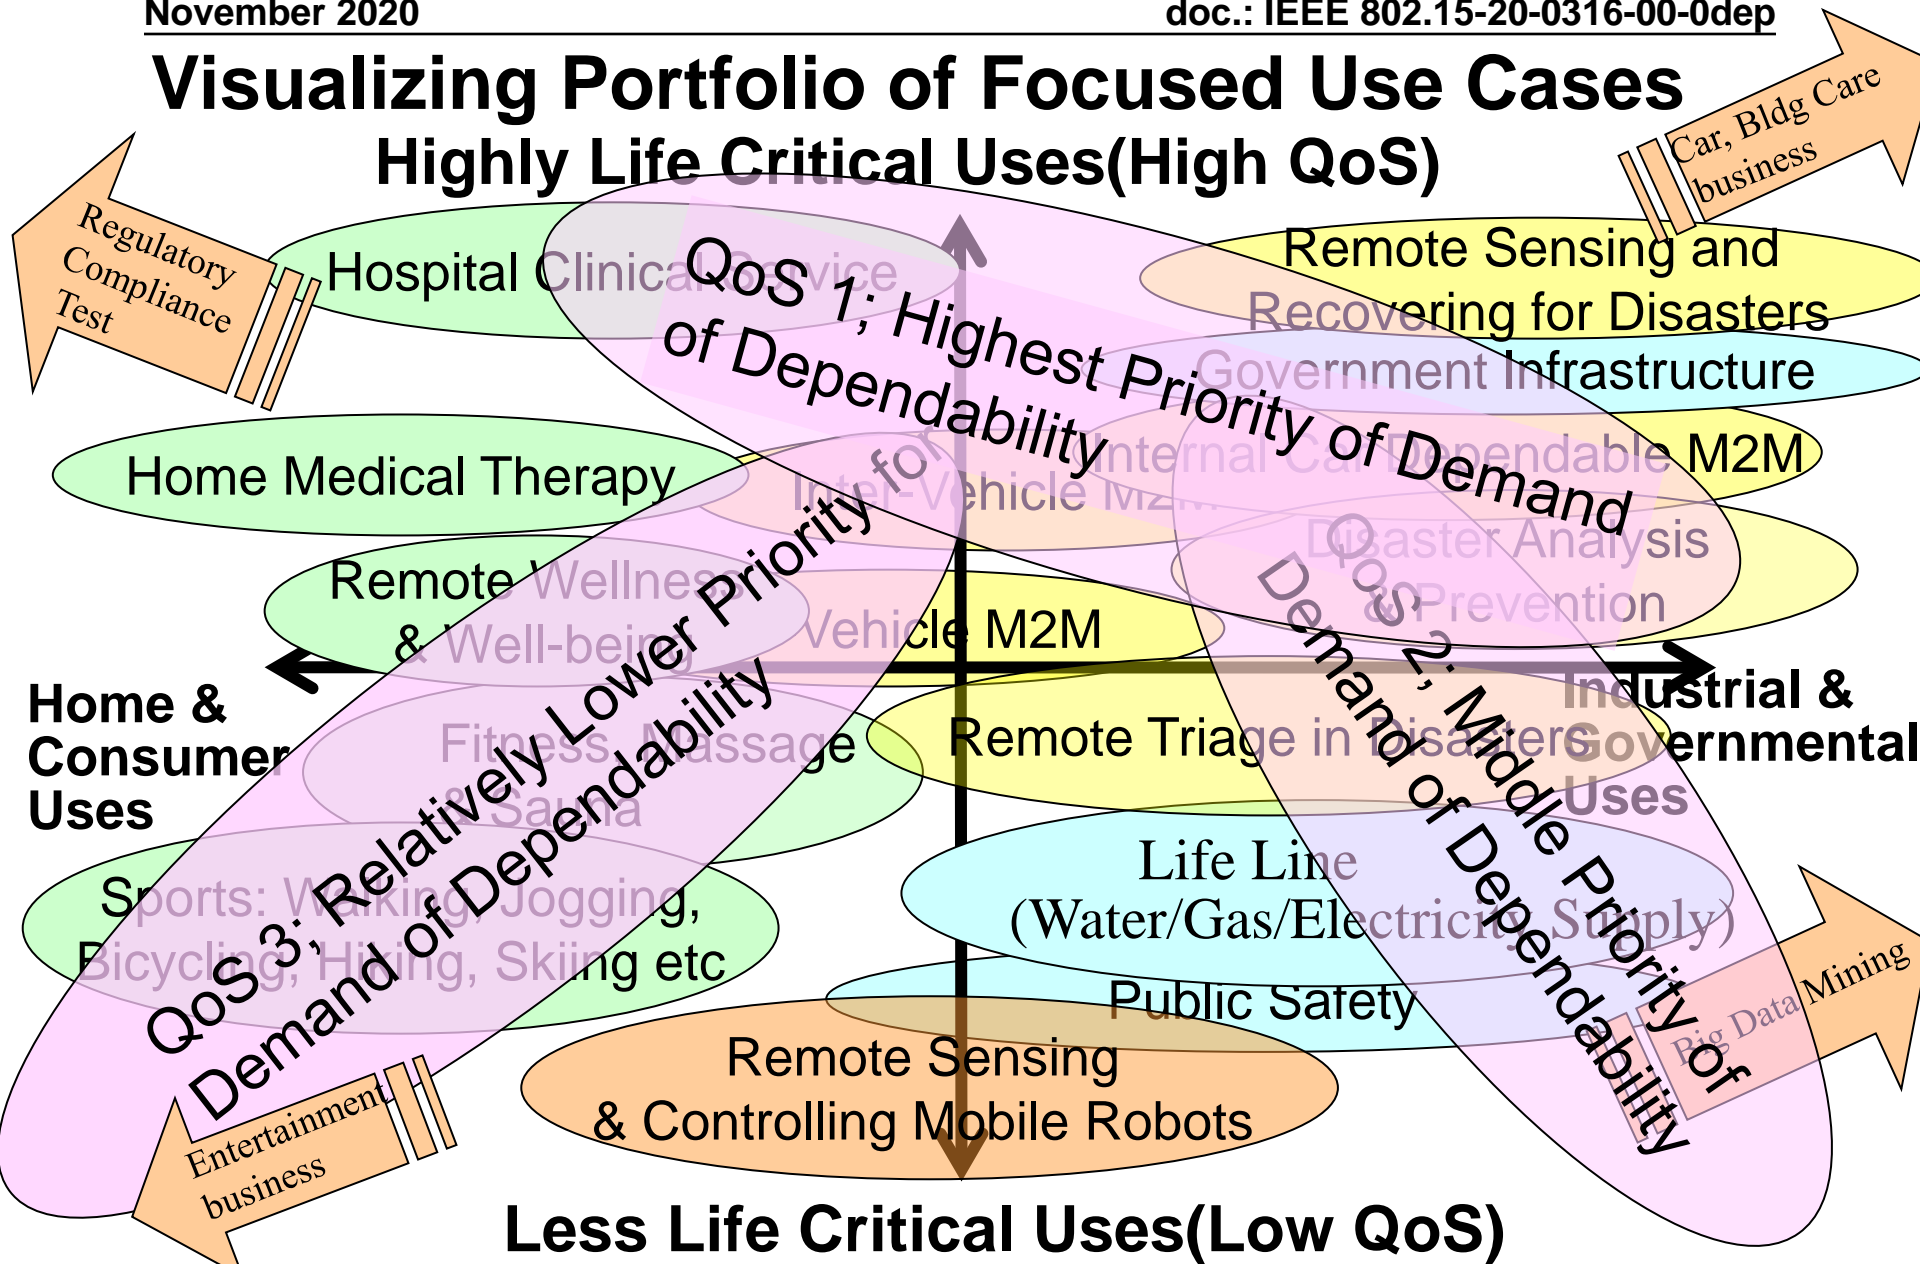 November 2020
doc.: IEEE 802.15-20-0316-00-0dep
Visualizing Portfolio of Focused Use Cases
Highly Life Critical Uses(High QoS)
Car, Bldg Care
business
Regulatory
Compliance
Test
Hospital Clinical Service
QoS 1; Highest Priority of Demand
of Dependability
Remote Sensing and
Recovering for Disasters
Government Infrastructure
Internal Car Dependable M2M
Home Medical Therapy
Inter-Vehicle M2M
Disaster Analysis
& Prevention
Remote Wellness
& Well-being
Vehicle M2M
Home &
Consumer
Uses
Industrial &
Governmental
Uses
QoS 3; Relatively Lower Priority for
Demand of Dependability
QoS 2; Middle Priority of
Demand of Dependability
Fitness, Massage
& Sauna
Remote Triage in Disasters
Sports: Walking, Jogging,
Bicycling, Hiking, Skiing etc
Life Line
(Water/Gas/Electricity Supply)
Public Safety
Big Data Mining
Remote Sensing
& Controlling Mobile Robots
Entertainment
business
Less Life Critical Uses(Low QoS)